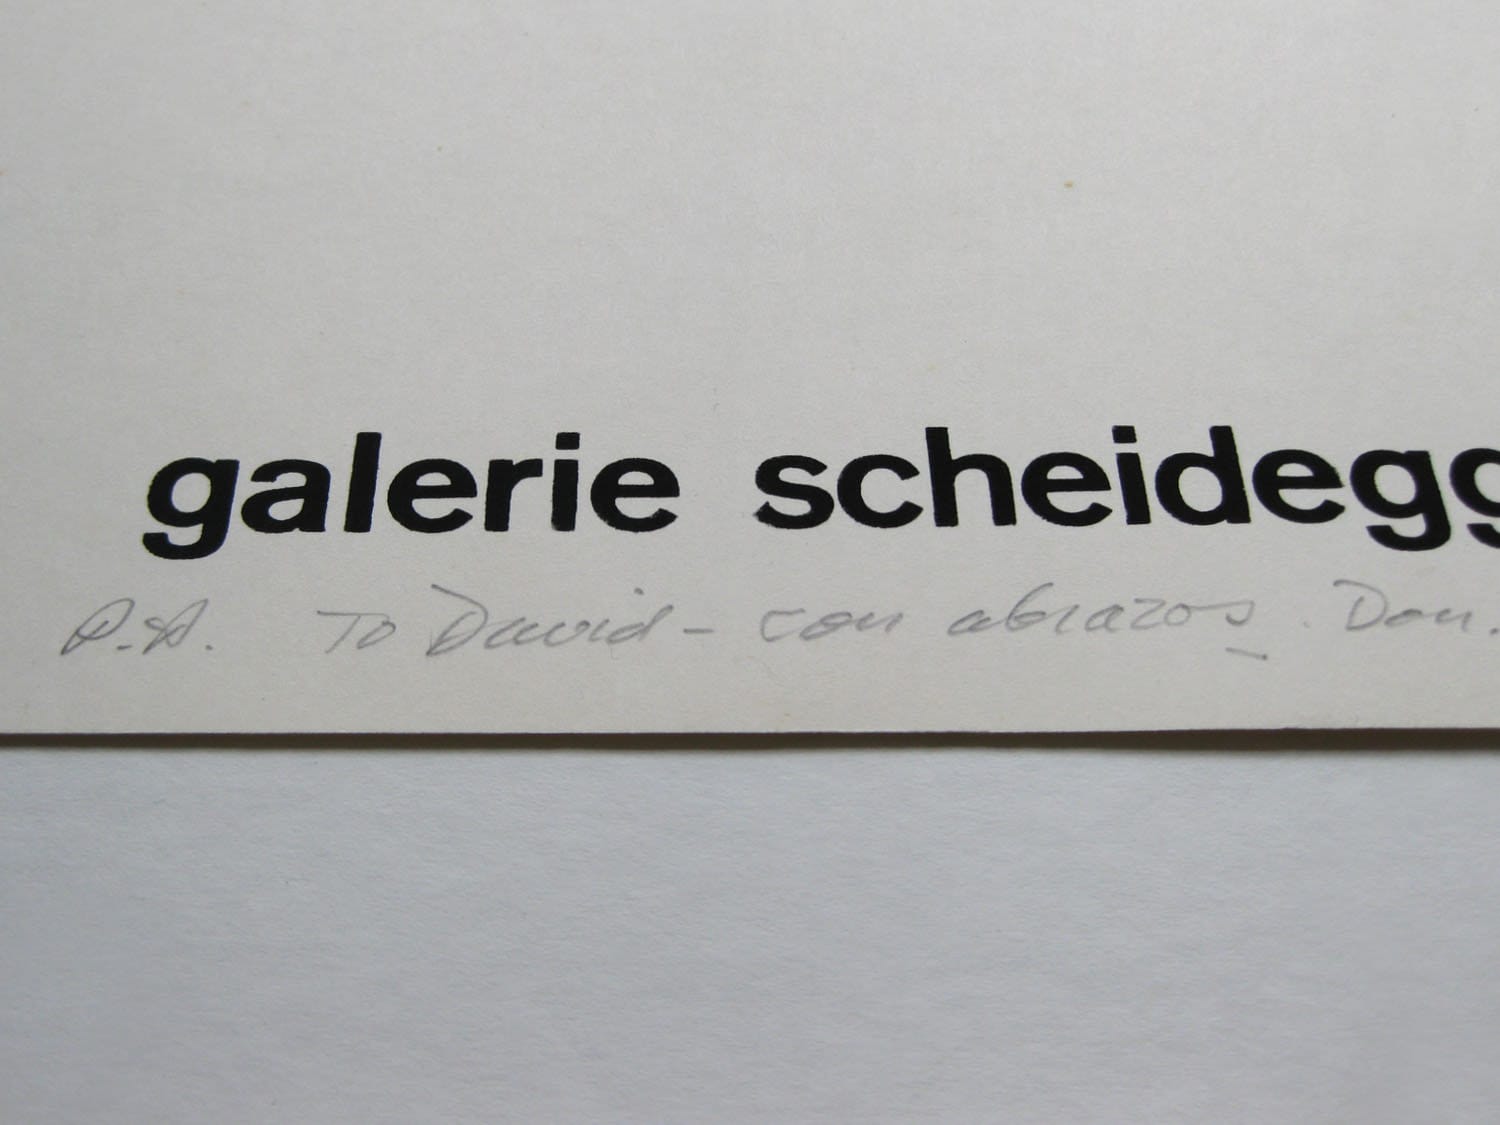 galerie scheidegg
P.A. To David – con abrazos. Don.